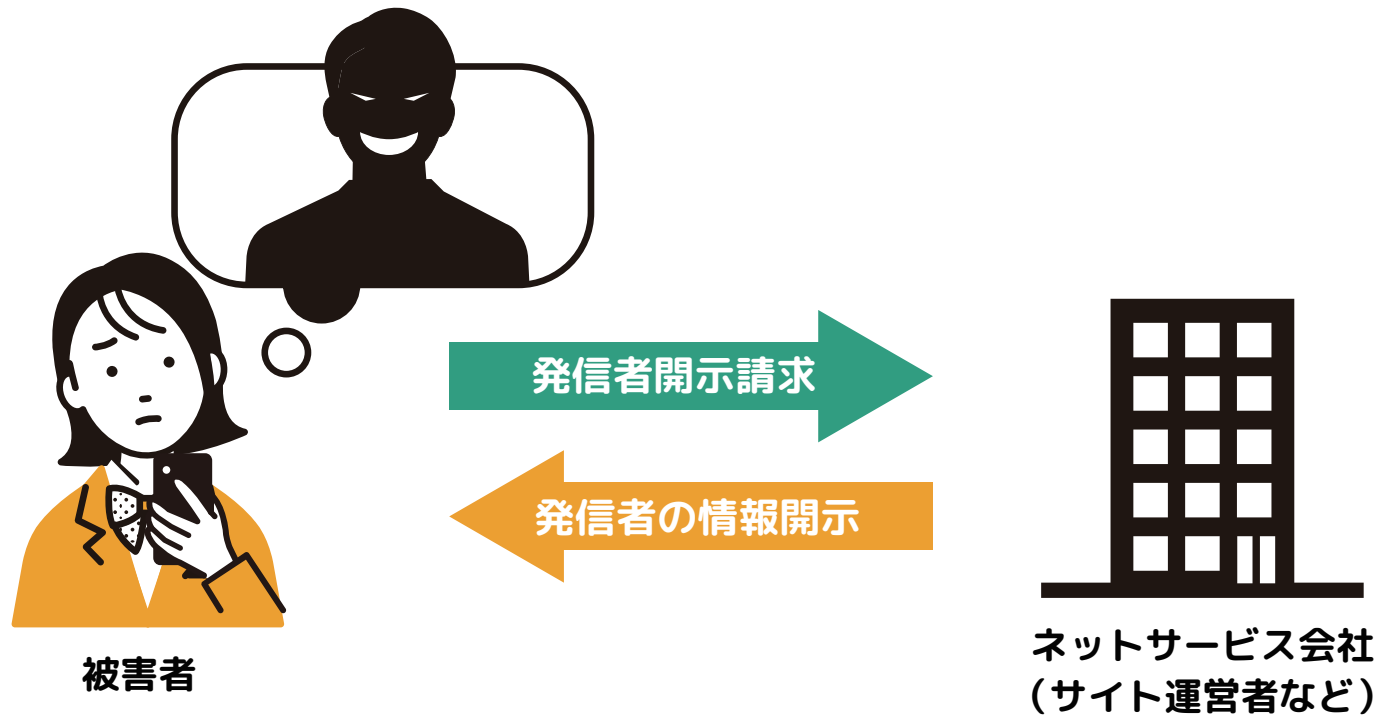 発信者開示請求
発信者の情報開示
被害者
ネットサービス会社
（サイト運営者など）